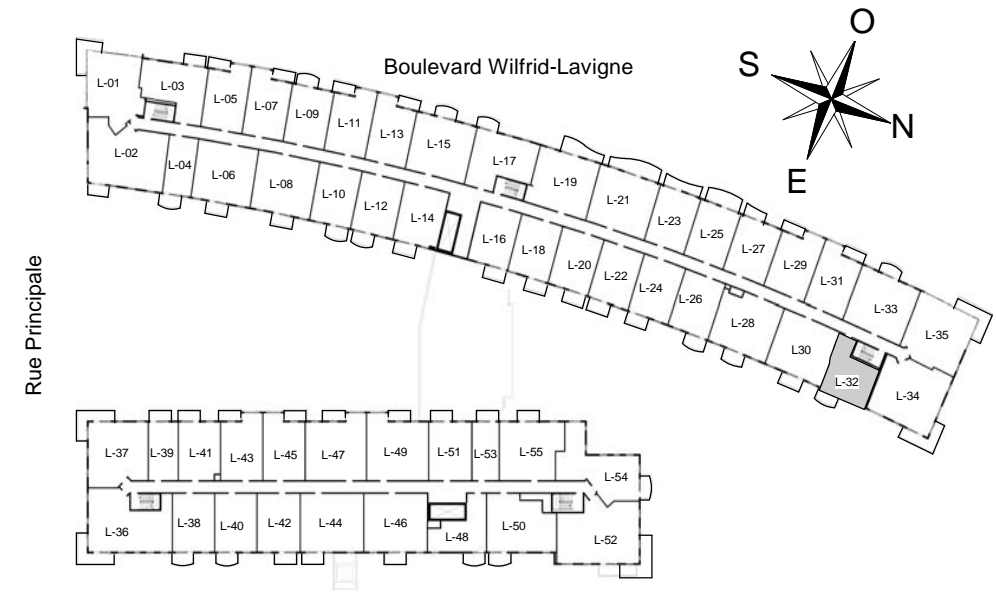 O
Boulevard Wilfrid-Lavigne
S
N
E
Rue Principale
L-01
L-03
L-05
L-07
L-09
L-11
L-13
L-15
L-17
L-19
L-21
L-23
L-25
L-27
L-29
L-31
L-33
L-35
L-02
L-04
L-06
L-08
L-10
L-12
L-14
L-16
L-18
L-20
L-22
L-24
L-26
L-28
L30
L-32
L-34
L-37
L-39
L-41
L-43
L-45
L-47
L-49
L-51
L-53
L-55
L-54
L-36
L-38
L-40
L-42
L-44
L-46
L-48
L-50
L-52